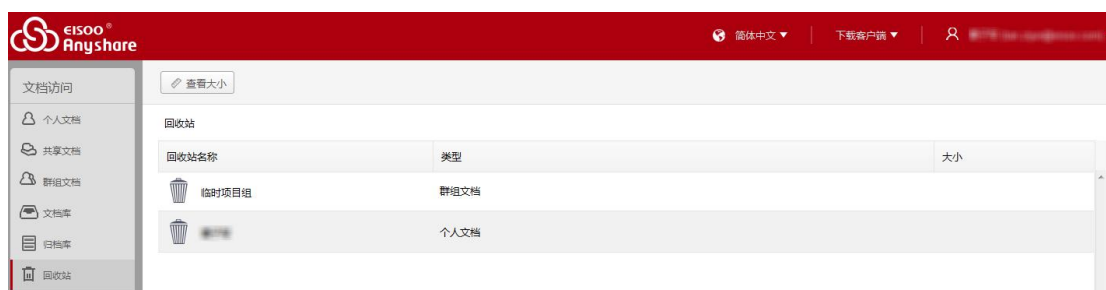 EISOO®
Anyshare
简体中文▼ 下载客户端▼
文档访问
查看大小
个人文档
回收站
共享文档
回收站名称 类型 大小
群组文档
临时项目组 群组文档
文档库
归档库
个人文档
回收站